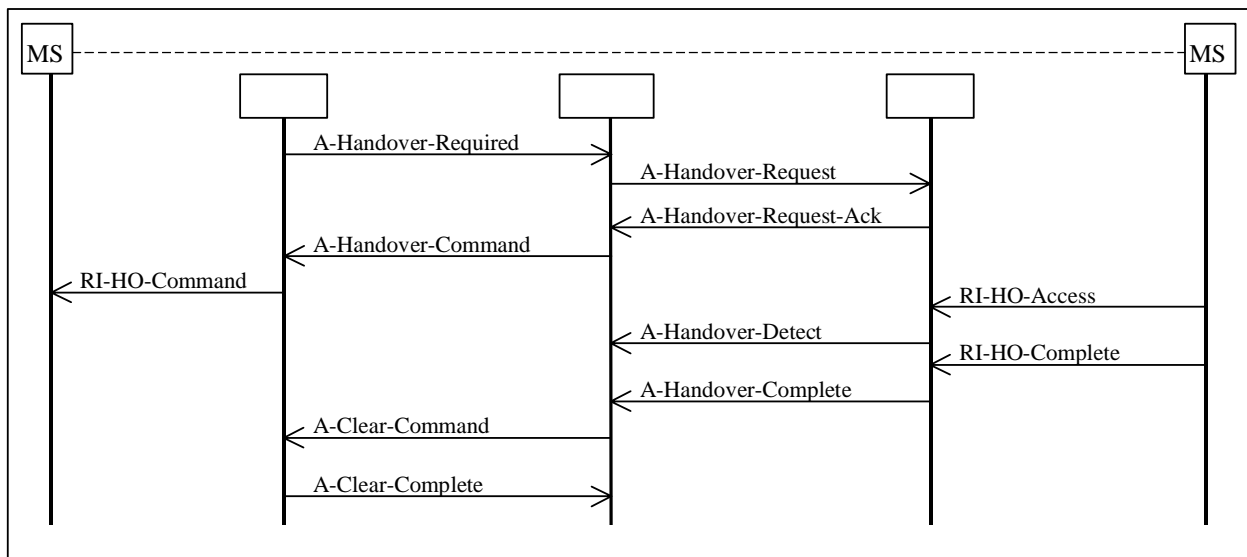 MS
MS
A-Handover-Required
A-Handover-Request
A-Handover-Request-Ack
A-Handover-Command
RI-HO-Command
RI-HO-Access
A-Handover-Detect
RI-HO-Complete
A-Handover-Complete
A-Clear-Command
A-Clear-Complete